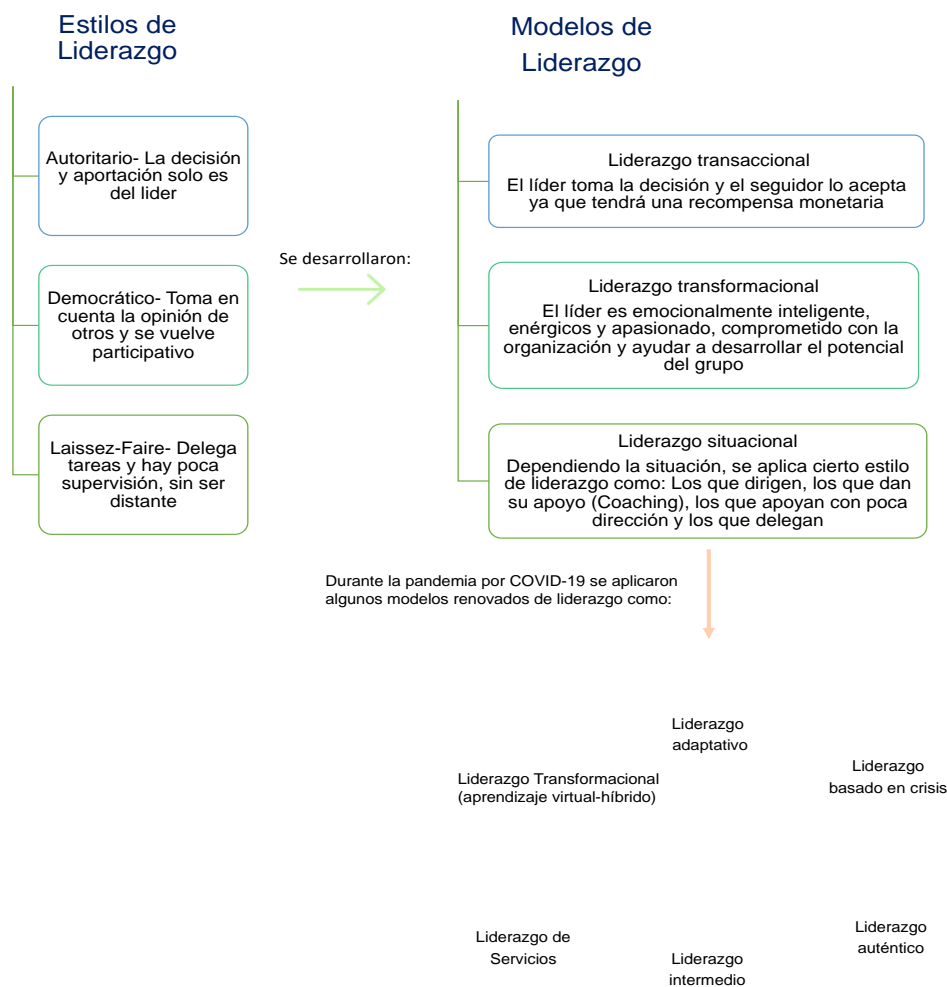 Estilos de
Liderazgo
Autoritario- La decisión
y aportación solo es
del lider
Democrático- Toma en
cuenta la opinión de
otros y se vuelve
participativo
Laissez-Faire- Delega
tareas y hay poca
supervisión, sin ser
distante
Se desarrollaron:
Modelos de
Liderazgo
Liderazgo transaccional
El líder toma la decisión y el seguidor lo acepta
ya que tendrá una recompensa monetaria
Liderazgo transformacional
El líder es emocionalmente inteligente,
enérgicos y apasionado, comprometido con la
organización y ayudar a desarrollar el potencial
del grupo
Liderazgo situacional
Dependiendo la situación, se aplica cierto estilo
de liderazgo como: Los que dirigen, los que dan
su apoyo (Coaching), los que apoyan con poca
dirección y los que delegan
Durante la pandemia por COVID-19 se aplicaron
algunos modelos renovados de liderazgo como:
Liderazgo
adaptativo
Liderazgo Transformacional
(aprendizaje virtual-híbrido)
Liderazgo
basado en crisis
Liderazgo de
Servicios
Liderazgo
intermedio
Liderazgo
auténtico